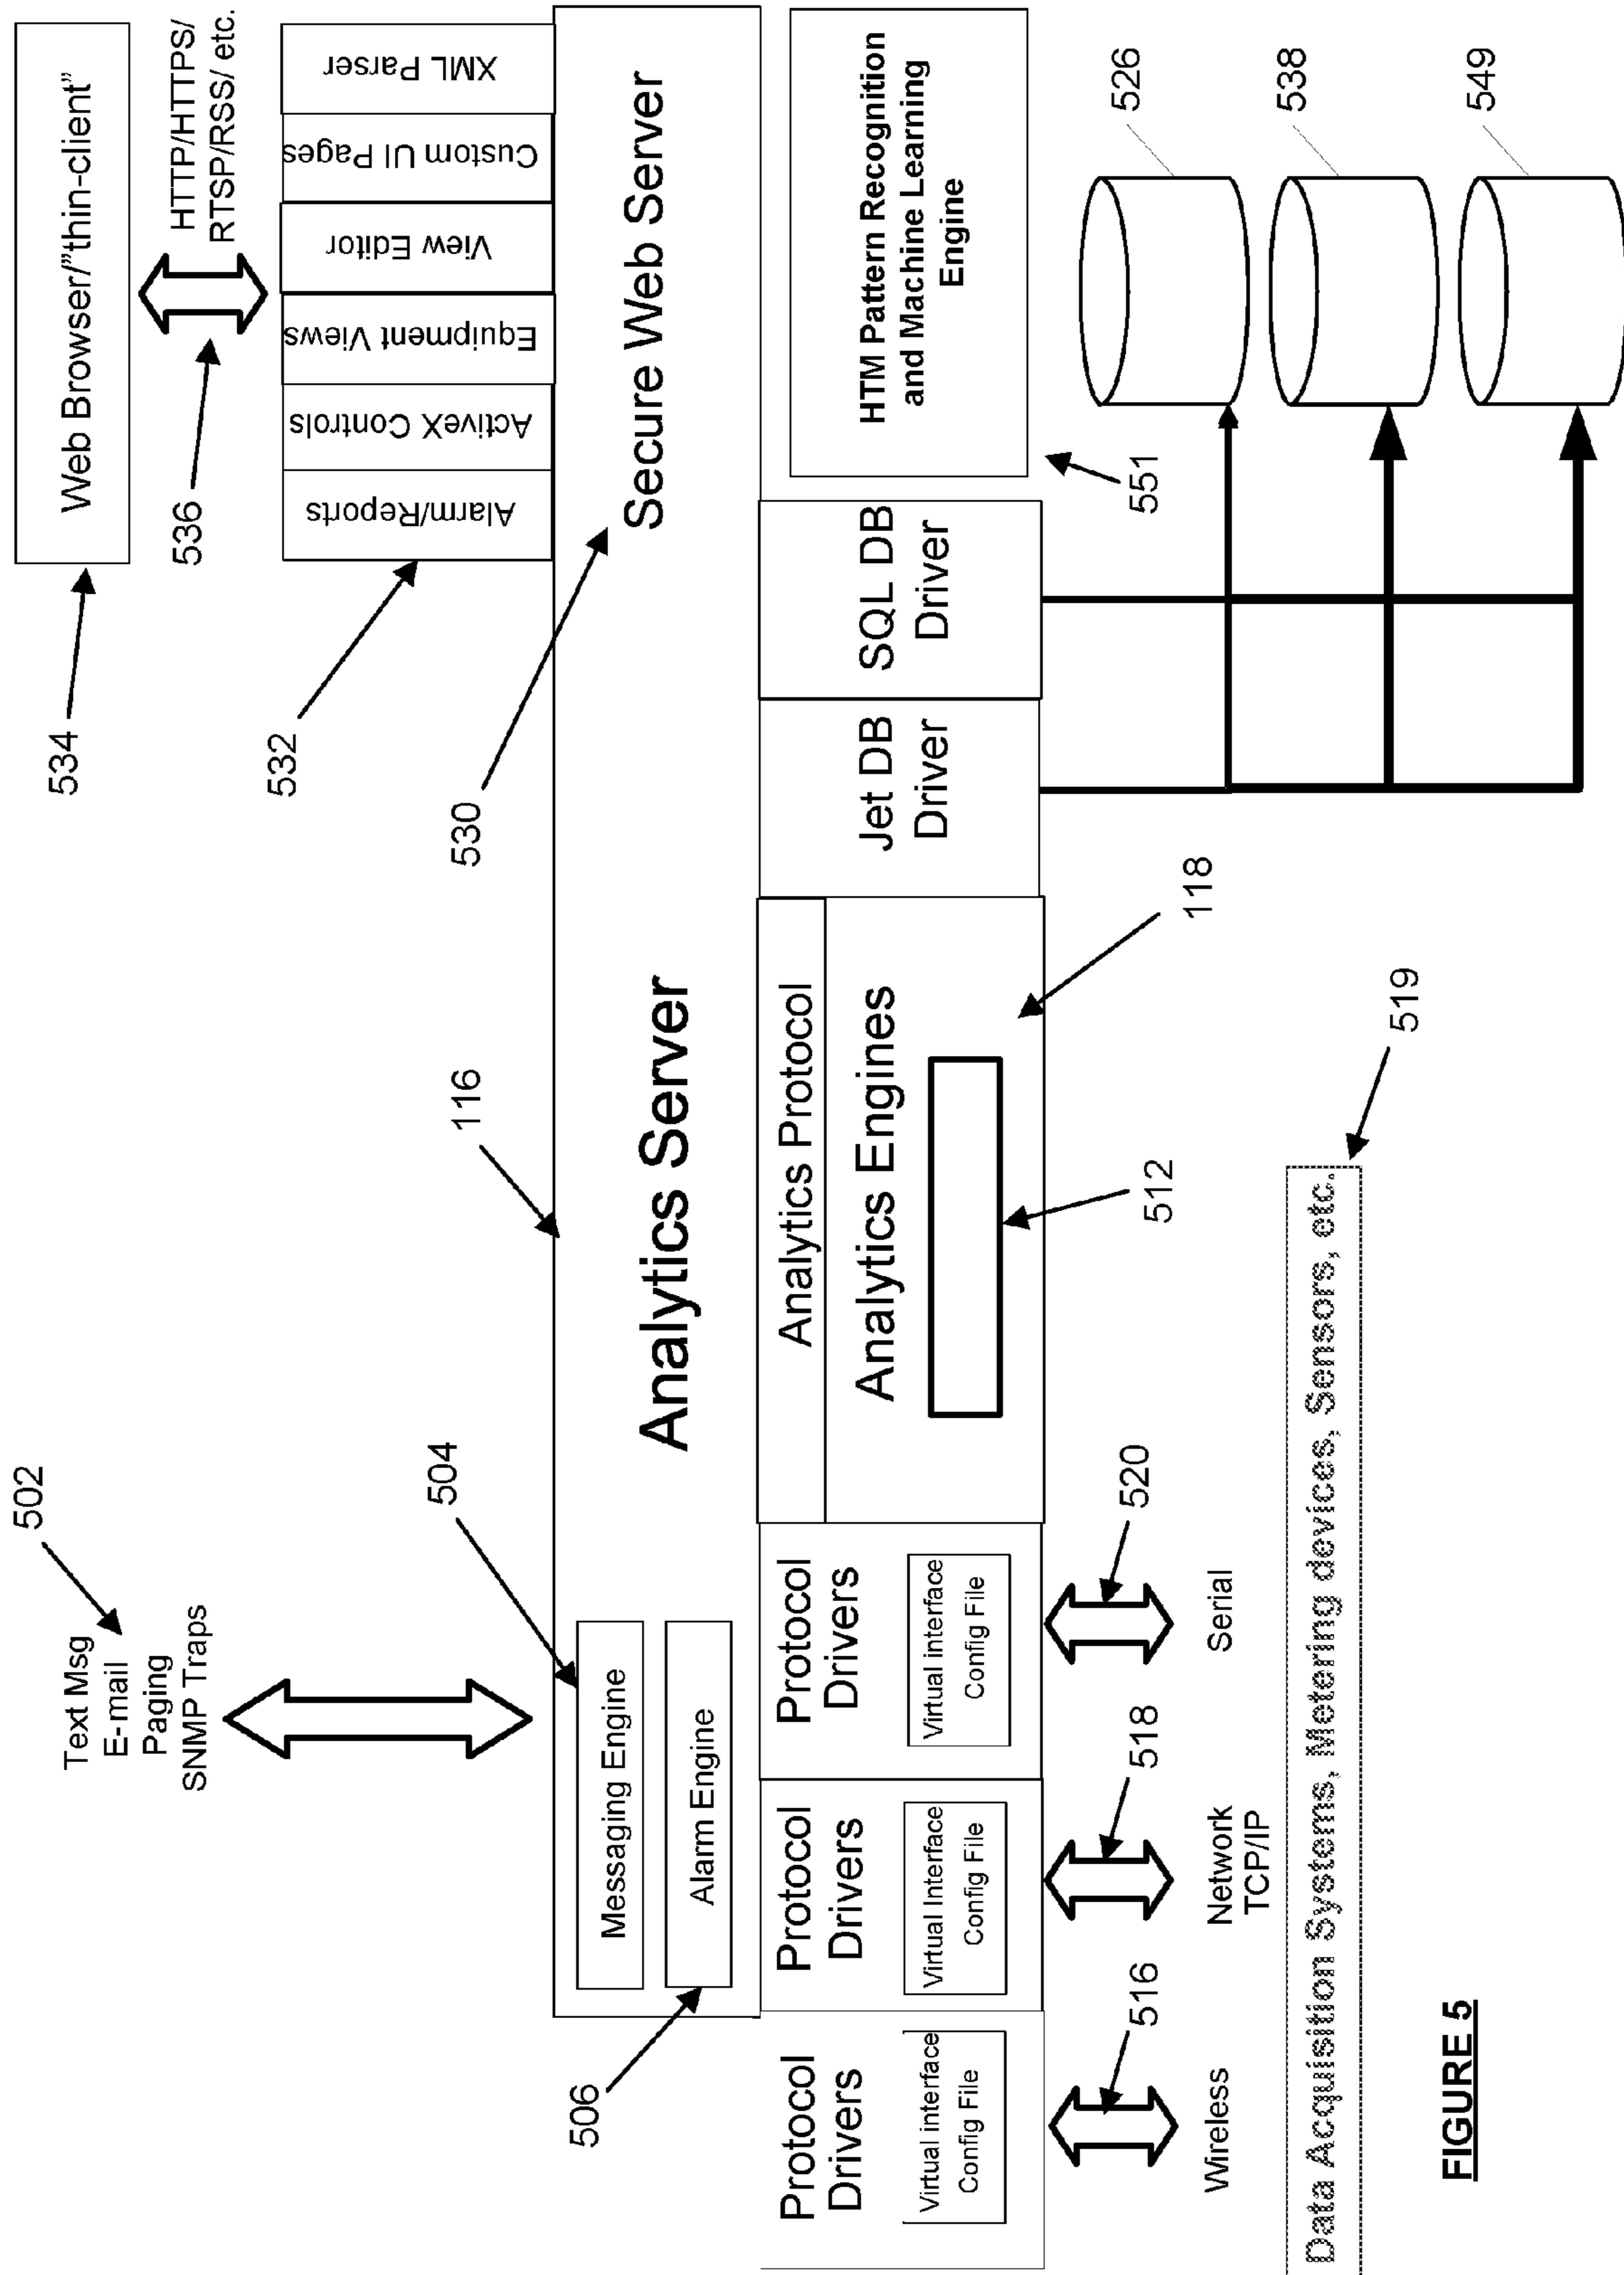 502
Text Msg
E-mail
Paging
SNMP Traps
534
Web Browser/"thin-client"
536
HTTP/HTTPS/
RTSP/RSS/ etc.
532
Alarm/Reports
ActiveX Controls
Equipment Views
View Editor
Custom UI Pages
XML Parser
504
116
530
Messaging Engine
Alarm Engine
506
Analytics Server
Secure Web Server
Protocol
Drivers
Virtual interface
Config File
Protocol
Drivers
Virtual Interface
Config File
Protocol
Drivers
Virtual interface
Config File
Analytics Protocol
Analytics Engines
512
118
Jet DB
Driver
SQL DB
Driver
HTM Pattern Recognition
and Machine Learning
Engine
551
516
518
520
Wireless
Network
TCP/IP
Serial
526
538
549
519
Data Acquisition Systems, Metering devices, Sensors, etc.
FIGURE 5